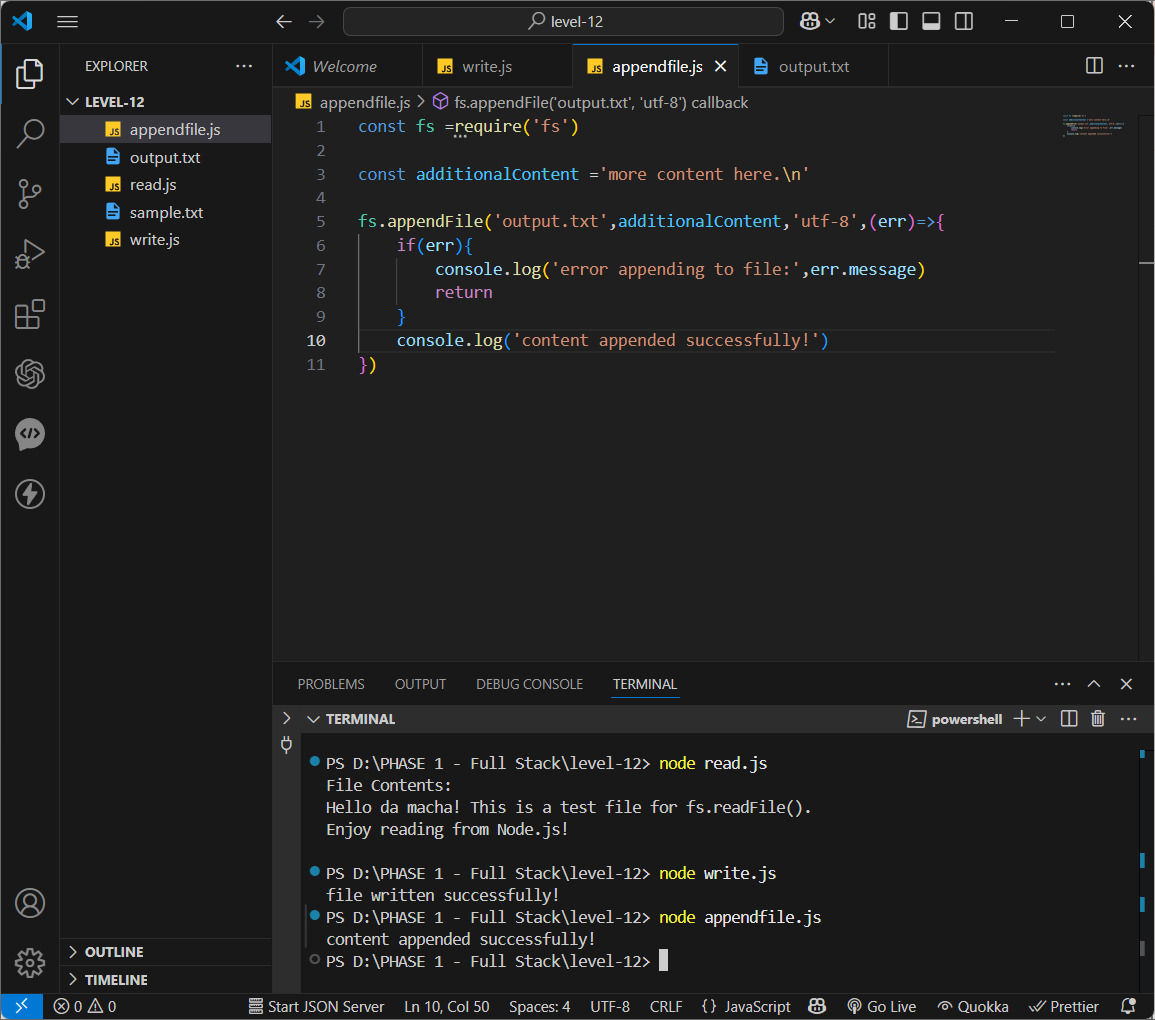 level-12
EXPLORER
LEVEL-12
appendfile.js
output.txt
read.js
sample.txt
write.js
OUTLINE
TIMELINE
Welcome
write.js
appendfile.js
output.txt
appendfile.js > fs.appendFile('output.txt', 'utf-8') callback
1 const fs =require('fs')
2
3 const additionalContent ='more content here.\n'
4
5 fs.appendFile('output.txt',additionalContent,'utf-8',(err)=>{
6 if(err){
7 console.log('error appending to file:',err.message)
8 return
9 }
10 console.log('content appended successfully!')
11 })
PROBLEMS OUTPUT DEBUG CONSOLE TERMINAL
TERMINAL
powershell
PS D:\PHASE 1 - Full Stack\level-12> node read.js
File Contents:
Hello da macha! This is a test file for fs.readFile().
Enjoy reading from Node.js!
PS D:\PHASE 1 - Full Stack\level-12> node write.js
file written successfully!
PS D:\PHASE 1 - Full Stack\level-12> node appendfile.js
content appended successfully!
PS D:\PHASE 1 - Full Stack\level-12>
0 0 Start JSON Server Ln 10, Col 50 Spaces: 4 UTF-8 CRLF {} JavaScript Go Live Quokka Prettier